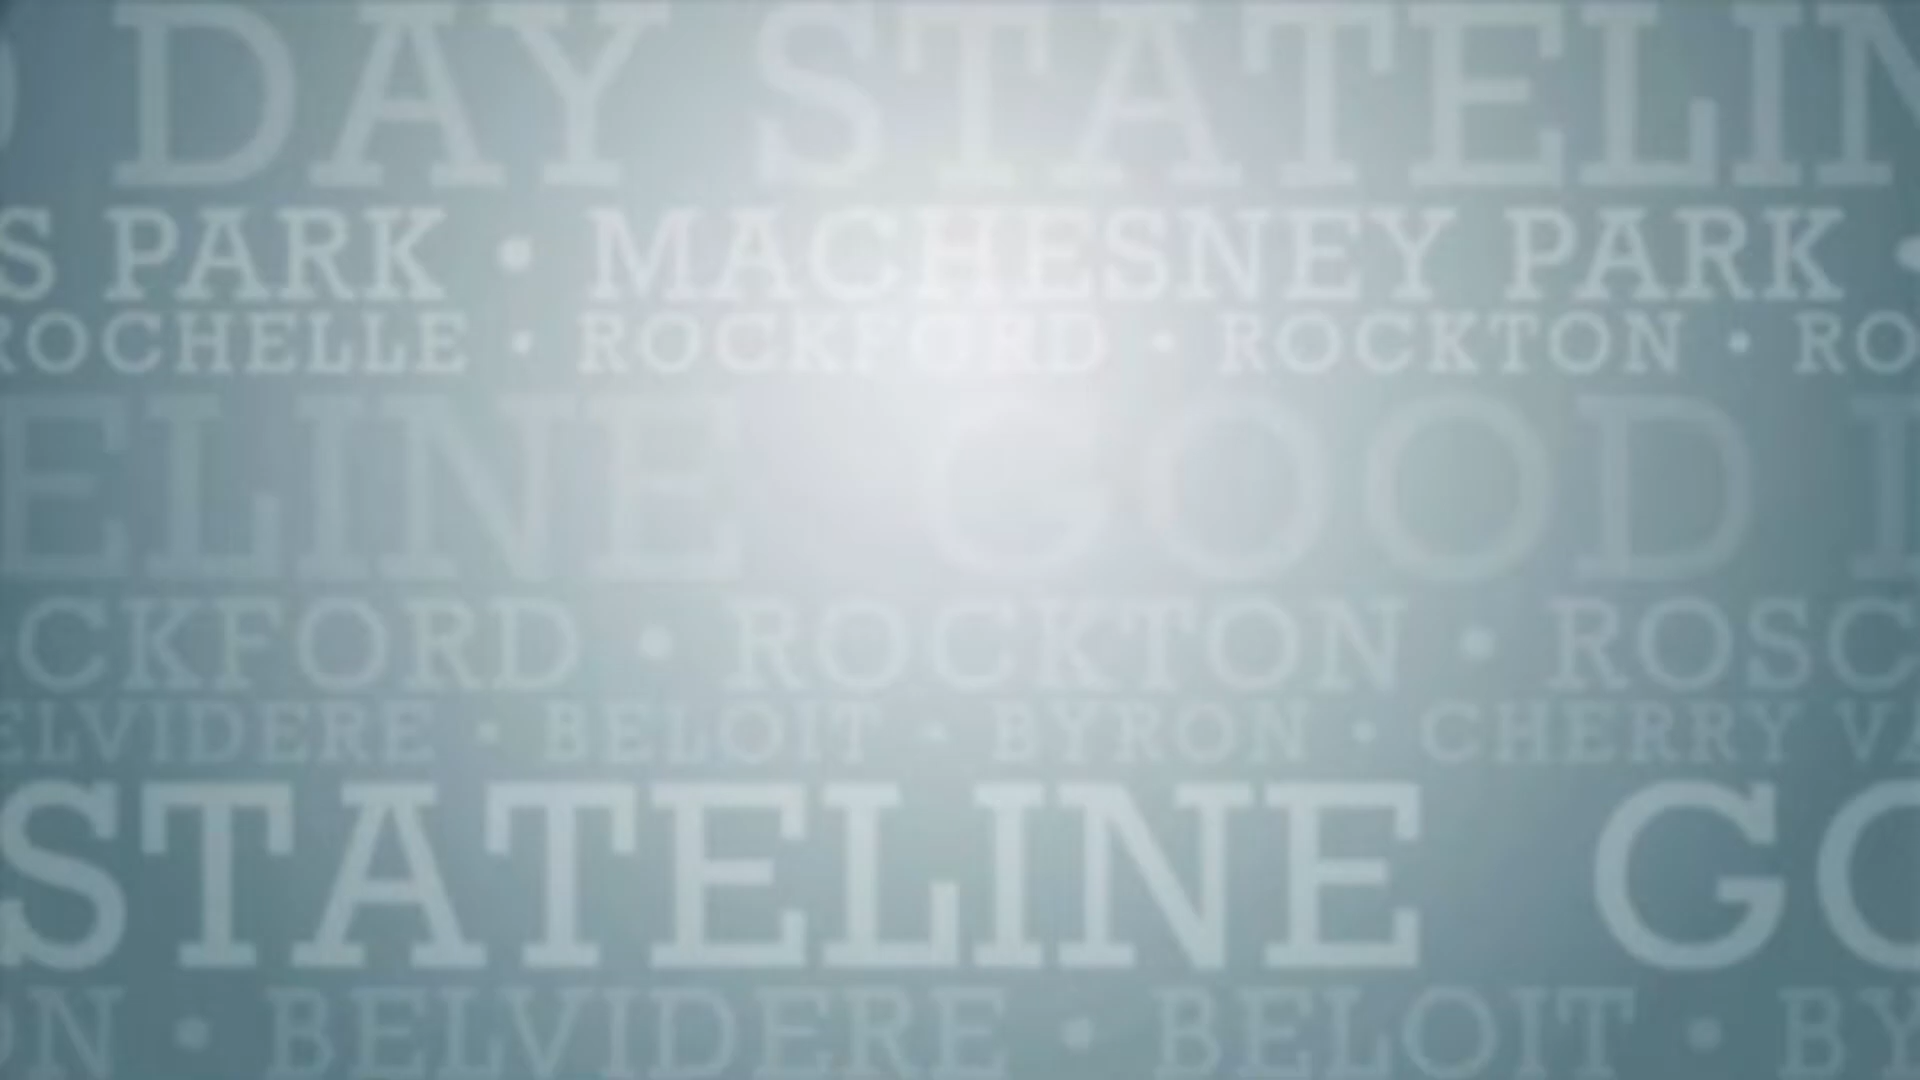 DAY STATELIN
S PARK • MACHESNEY PARK •
ROCHELLE • ROCKFORD • ROCKTON • RO
ELINE GOOD D
CKFORD • ROCKTON • ROSC
ELVIDERE • BELOIT • BYRON • CHERRY VA
STATELINE GO
ON • BELVIDERE • BELOIT • BY